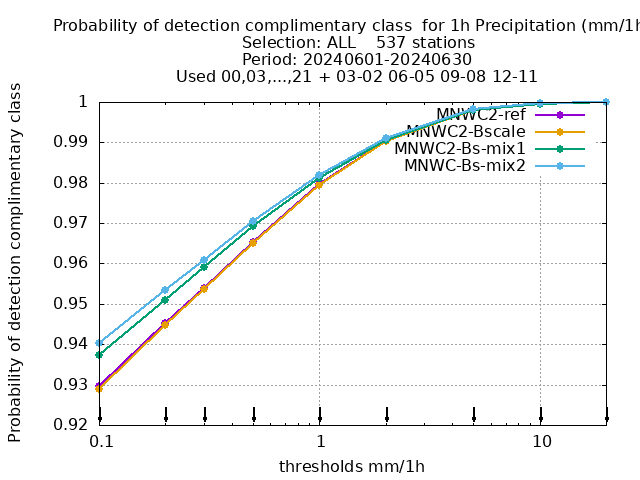 Probability of detection complimentary class  for 1h Precipitation (mm/1h
Selection: ALL    537 stations
Period: 20240601-20240630
Used 00,03,...,21 + 03-02 06-05 09-08 12-11
Probability of detection complimentary class
1
0.99
0.98
0.97
0.96
0.95
0.94
0.93
0.92
MNWC2-ref
MNWC2-Bscale
MNWC2-Bs-mix1
MNWC-Bs-mix2
0.1
1
10
thresholds mm/1h